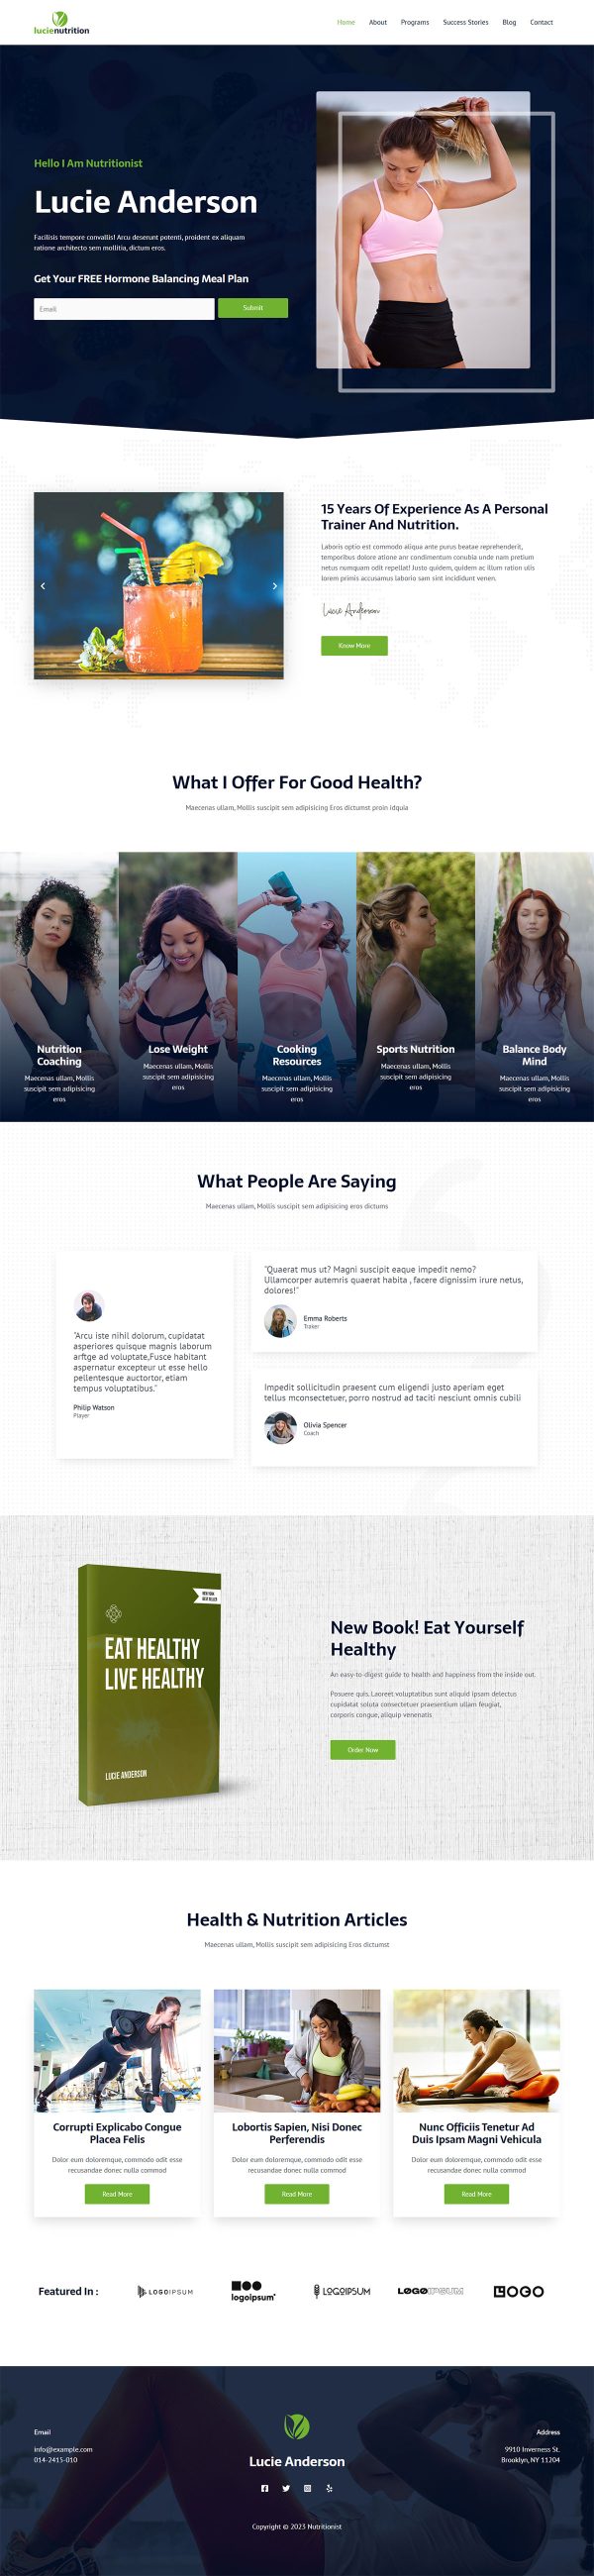 lucienutrition
Home About Programs Success Stories Blog Contact
Hello I Am Nutritionist
Lucie Anderson
Facilisis tempore convallis! Arcu deserunt potenti, proident ex aliquam
ratione architecto sem mollitia, dictum eros.
Get Your FREE Hormone Balancing Meal Plan
Email
Submit
15 Years Of Experience As A Personal
Trainer And Nutrition.
Laboris optio est commodo aliqua ante purus beatae reprehenderit,
temporibus dolore atione arc condimentum conubia unde nam pretium
netus numquam odit repellat! Justo quidem, quidem ac illum ration ulis
lorem primis accusamus laborio sam sint incididunt venen.
Lucie Anderson
Know More
What I Offer For Good Health?
Maecenas ullam, Mollis suscipit sem adipisicing Eros dictumst proin idquia
Nutrition
Coaching
Maecenas ullam, Mollis
suscipit sem adipisicing
eros
Lose Weight
Maecenas ullam, Mollis
suscipit sem adipisicing
eros
Cooking
Resources
Maecenas ullam, Mollis
suscipit sem adipisicing
eros
Sports Nutrition
Maecenas ullam, Mollis
suscipit sem adipisicing
eros
Balance Body
Mind
Maecenas ullam, Mollis
suscipit sem adipisicing
eros
What People Are Saying
Maecenas ullam, Mollis suscipit sem adipisicing eros dictums
"Arcu iste nihil dolorum, cupidatat
asperiores quisque magnis laborum
arftge ad voluptate,Fusce habitant
aspernatur excepteur ut esse hello
pellentesque auctortor, etiam
tempus voluptatibus."
Philip Watson
Player
"Quaerat mus ut? Magni suscipit eaque impedit nemo?
Ullamcorper autemris quaerat habita , facere dignissim irure netus,
dolores!"
Emma Roberts
Traker
Impedit sollicitudin praesent cum eligendi justo aperiam eget
tellus mconsectetuer, porro nostrud ad taciti nesciunt omnis cubili
Olivia Spencer
Coach
NEW YORK
BEST SELLER
EAT HEALTHY
LIVE HEALTHY
LUCIE ANDERSON
New Book! Eat Yourself
Healthy
An easy-to-digest guide to health and happiness from the inside out.
Posuere quis. Laoreet voluptatibus sunt aliquid ipsam delectus
cupidatat soluta consectetuer praesentium ullam feugiat,
corporis congue, aliquip venenatis
Order Now
Health & Nutrition Articles
Maecenas ullam, Mollis suscipit sem adipisicing Eros dictumst
Corrupti Explicabo Congue
Placea Felis
Dolor eum doloremque, commodo odit esse
recusandae donec nulla commod
Read More
Lobortis Sapien, Nisi Donec
Perferendis
Dolor eum doloremque, commodo odit esse
recusandae donec nulla commod
Read More
Nunc Officiis Tenetur Ad
Duis Ipsam Magni Vehicula
Dolor eum doloremque, commodo odit esse
recusandae donec nulla commod
Read More
Featured In :
LOGOIPSUM
logoipsum
LOGOIPSUM
LOGOIPSUM
LOGO
Email
info@example.com
014-2415-010
Lucie Anderson
Address
9910 Inverness St.
Brooklyn, NY 11204
Copyright © 2023 Nutritionist